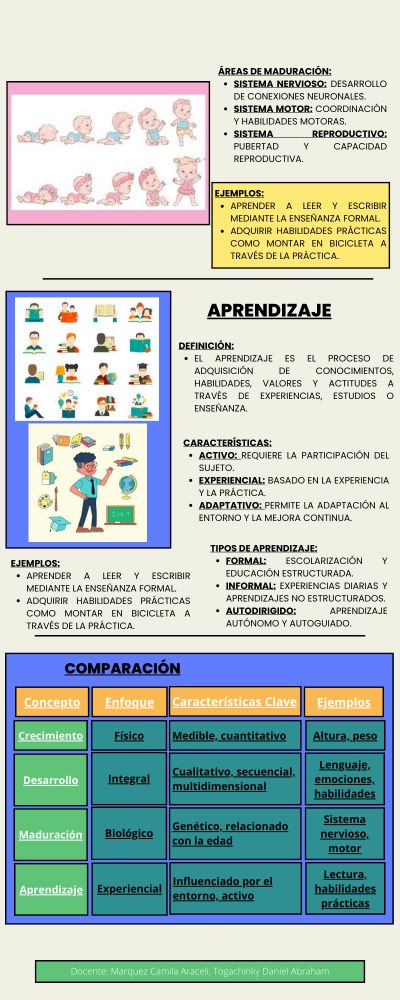 ÁREAS DE MADURACIÓN:
SISTEMA NERVIOSO: DESARROLLO
DE CONEXIONES NEURONALES.
SISTEMA MOTOR: COORDINACIÓN
Y HABILIDADES MOTORAS.
SISTEMA REPRODUCTIVO:
PUBERTAD Y CAPACIDAD
REPRODUCTIVA.
EJEMPLOS:
APRENDER A LEER Y ESCRIBIR
MEDIANTE LA ENSEÑANZA FORMAL.
ADQUIRIR HABILIDADES PRÁCTICAS
COMO MONTAR EN BICICLETA A
TRAVÉS DE LA PRÁCTICA.
APRENDIZAJE
DEFINICIÓN:
EL APRENDIZAJE ES EL PROCESO DE
ADQUISICIÓN DE CONOCIMIENTOS,
HABILIDADES, VALORES Y ACTITUDES A
TRAVÉS DE EXPERIENCIAS, ESTUDIOS O
ENSEÑANZA.
CARACTERÍSTICAS:
ACTIVO: REQUIERE LA PARTICIPACIÓN DEL
SUJETO.
EXPERIENCIAL: BASADO EN LA EXPERIENCIA
Y LA PRÁCTICA.
ADAPTATIVO: PERMITE LA ADAPTACIÓN AL
ENTORNO Y LA MEJORA CONTINUA.
EJEMPLOS:
APRENDER A LEER Y ESCRIBIR
MEDIANTE LA ENSEÑANZA FORMAL.
ADQUIRIR HABILIDADES PRÁCTICAS
COMO MONTAR EN BICICLETA A
TRAVÉS DE LA PRÁCTICA.
TIPOS DE APRENDIZAJE:
FORMAL: ESCOLARIZACIÓN Y
EDUCACIÓN ESTRUCTURADA.
INFORMAL: EXPERIENCIAS DIARIAS Y
APRENDIZAJES NO ESTRUCTURADOS.
AUTODIRIGIDO: APRENDIZAJE
AUTÓNOMO Y AUTOGUIADO.
COMPARACIÓN
Concepto Enfoque Características Clave Ejemplos
Crecimiento Físico Medible, cuantitativo Altura, peso
Desarrollo Integral Cualitativo, secuencial,
multidimensional
Lenguaje,
emociones,
habilidades
Maduración Biológico Genético, relacionado
con la edad
Sistema
nervioso,
motor
Aprendizaje Experiencial Influenciado por el
entorno, activo
Lectura,
habilidades
prácticas
Docente: Marquez Camila Araceli, Togachinky Daniel Abraham